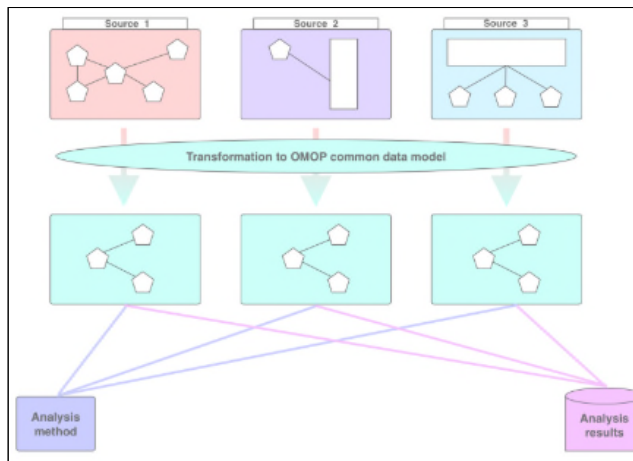 Source 1
Source 2
Source 3
Transformation to OMOP common data model
Analysis
method
Analysis
results